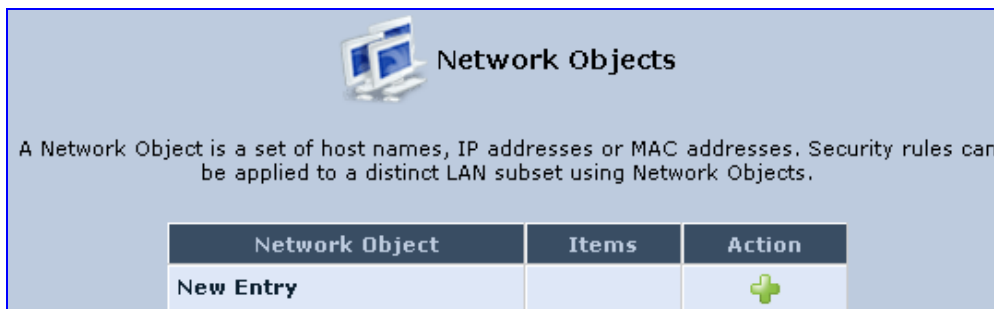 Network Objects
A Network Object is a set of host names, IP addresses or MAC addresses. Security rules can
be applied to a distinct LAN subset using Network Objects.
Network Object Items Action
New Entry